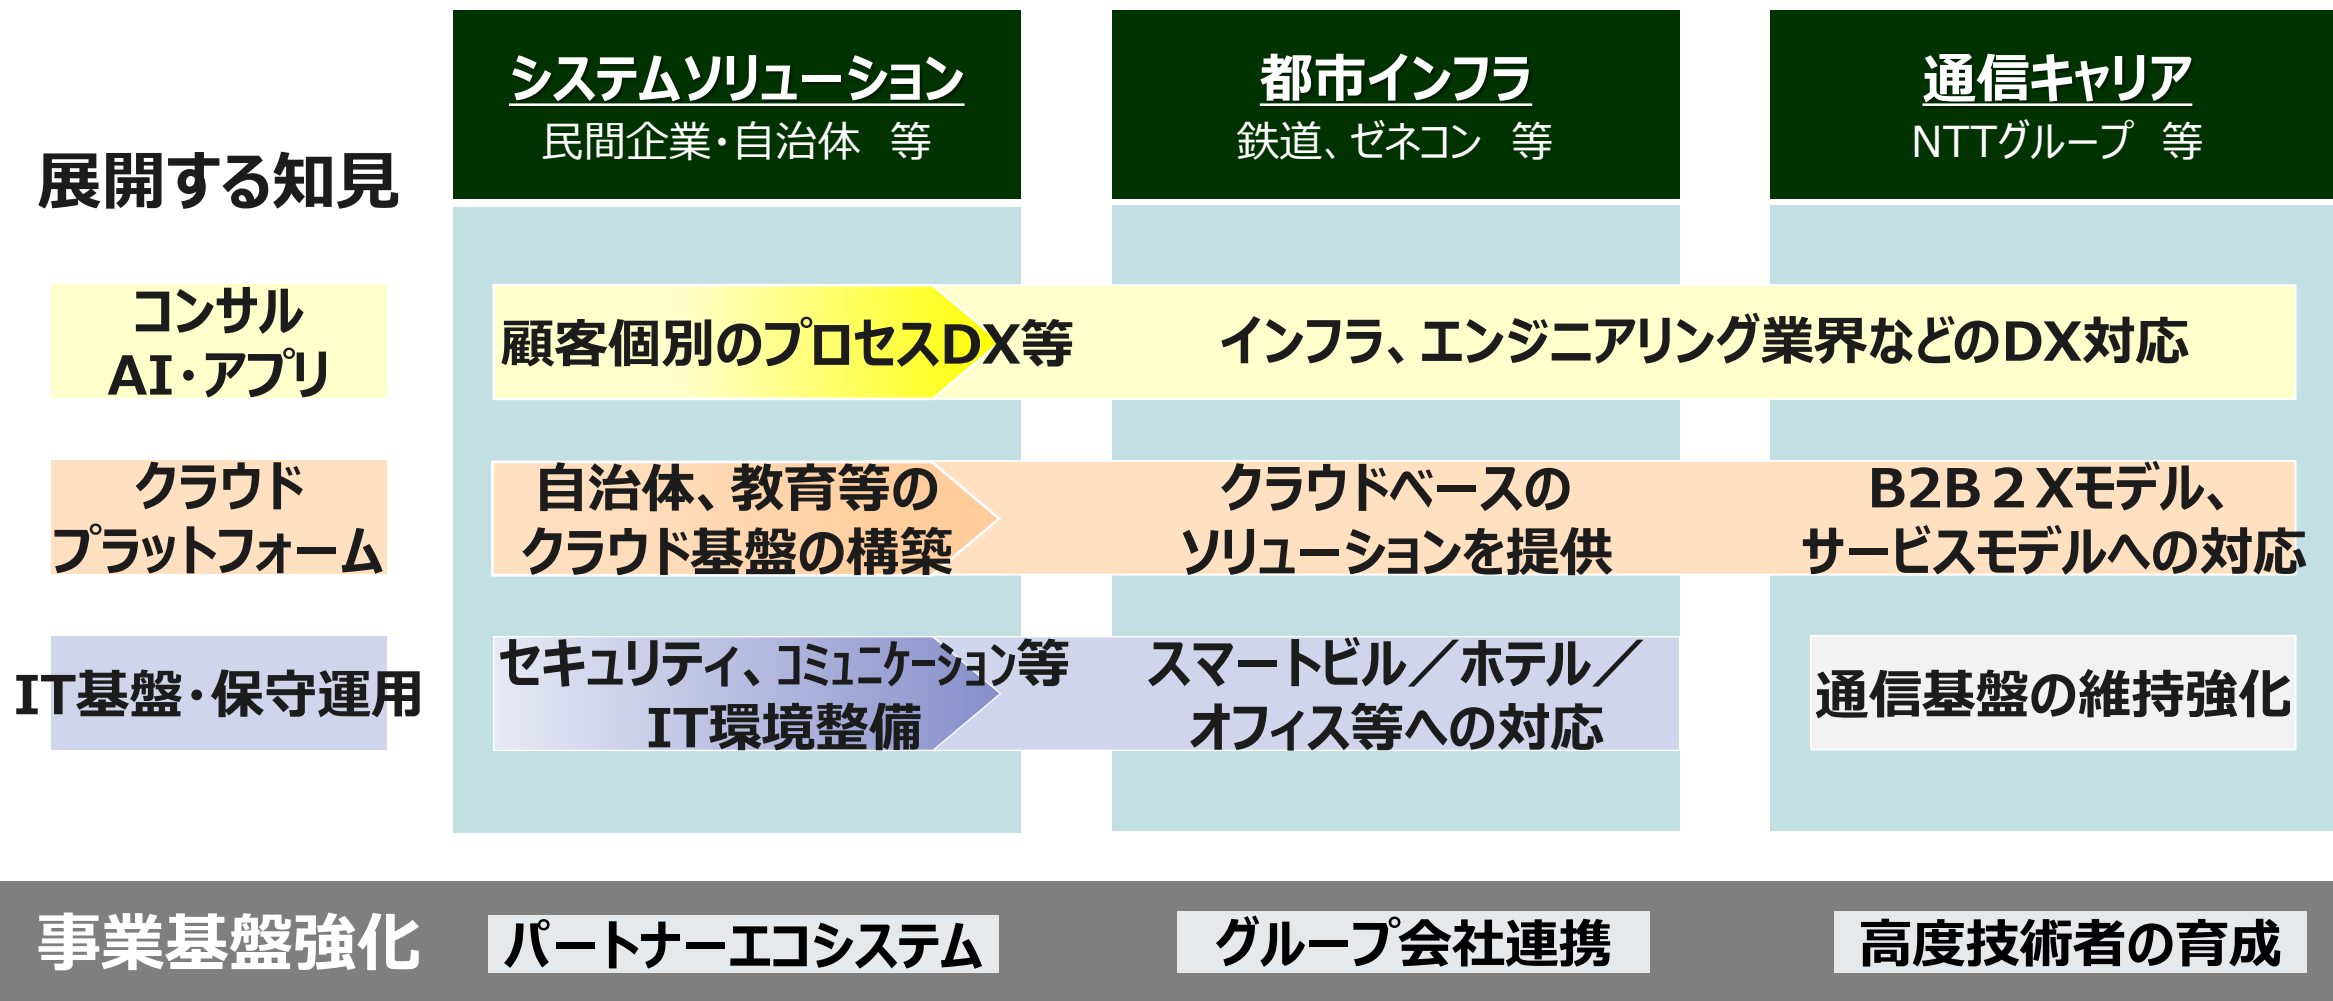 システムソリューション
民間企業・自治体　等
都市インフラ
鉄道、ゼネコン　等
通信キャリア
NTTグループ　等
展開する知見
コンサル
AI・アプリ
顧客個別のプロセスDX等
インフラ、エンジニアリング業界などのDX対応
クラウド
プラットフォーム
自治体、教育等の
クラウド基盤の構築
クラウドベースの
ソリューションを提供
B2B２Xモデル、
サービスモデルへの対応
IT基盤・保守運用
セキュリティ、コミュニケーション等
IT環境整備
スマートビル／ホテル／
オフィス等への対応
通信基盤の維持強化
事業基盤強化
パートナーエコシステム
グループ会社連携
高度技術者の育成